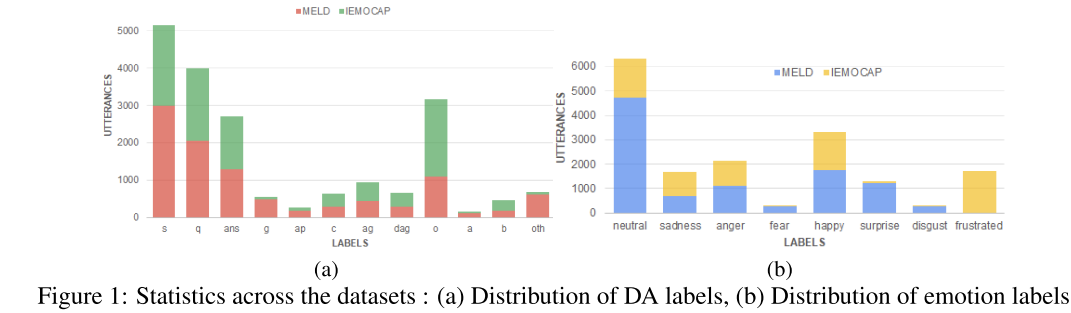 MELD IEMOCAP
5000
4000
3000
2000
1000
0
UTTERANCES
s q ans g ap c ag dag o a b oth
LABELS
(a)
MELD IEMOCAP
6000
5000
4000
3000
2000
1000
0
UTTERANCES
neutral sadness anger fear happy surprise disgust frustrated
LABELS
(b)
Figure 1: Statistics across the datasets : (a) Distribution of DA labels, (b) Distribution of emotion labels